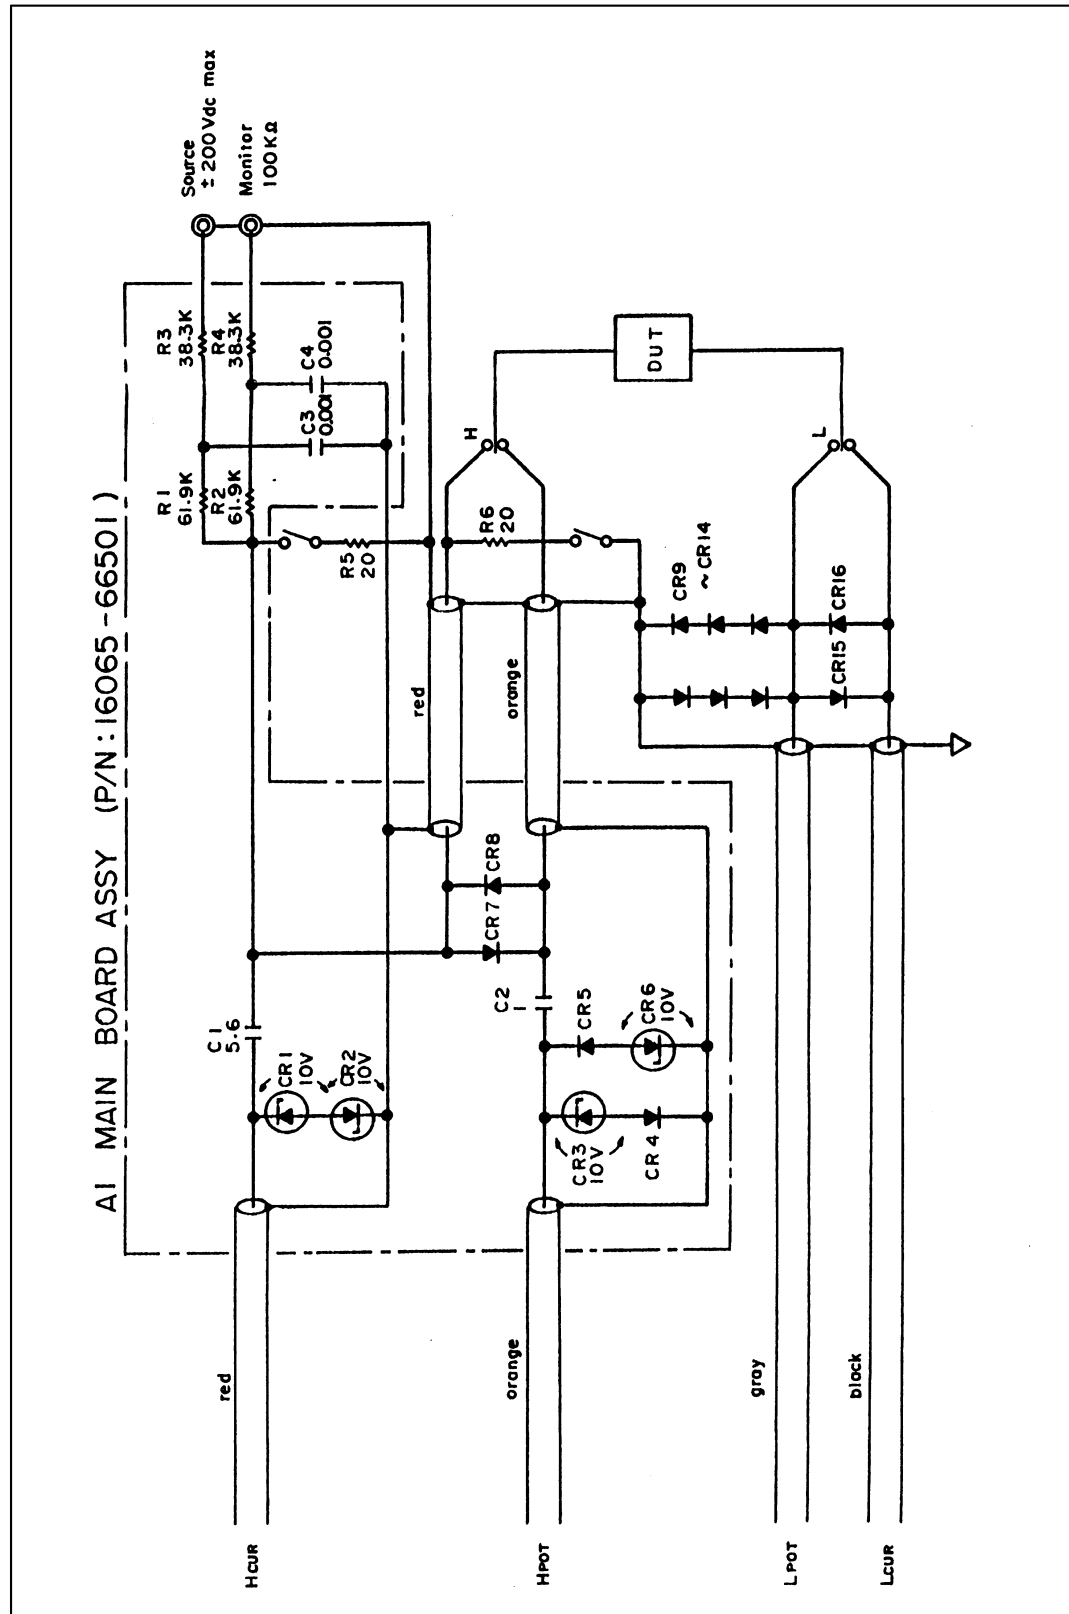 A1 MAIN BOARD ASSY (P/N:16065-66501)
Source
±200Vdc max
Monitor
100KΩ
R3
38.3K
R4
38.3K
R1
61.9K
R2
61.9K
C3
0.001
C4
0.001
R5
20
C1
5.6
CR1
10V
CR2
10V
HCUR
red
red
H
R6
20
DUT
CR7
CR8
C2
1
CR5
CR6
10V
CR3
10V
CR4
HPOT
orange
orange
CR9
~CR14
L
CR15
CR16
LPOT
gray
LCUR
black